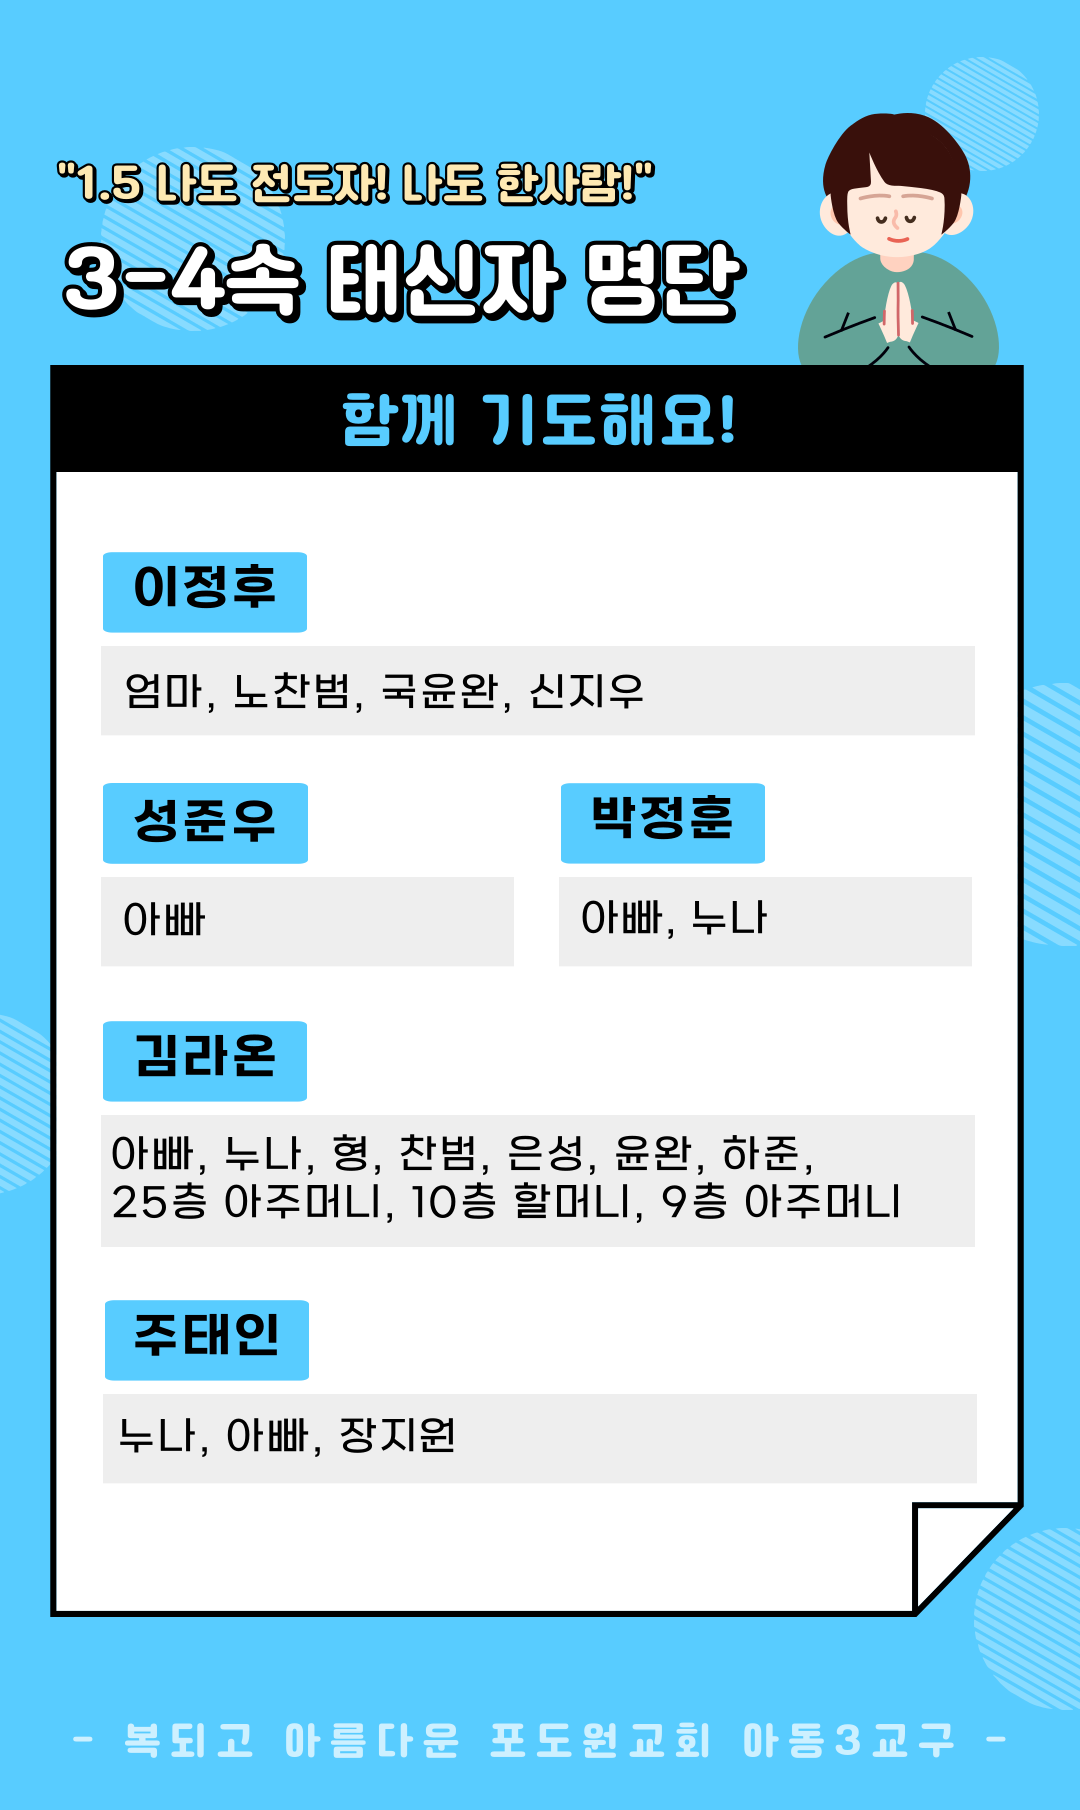 "1.5 나도 전도자! 나도 한사람!"
3-4속 태신자 명단
함께 기도해요!
이정후
엄마, 노찬범, 국윤완, 신지우
성준우
아빠
박정훈
아빠, 누나
김라온
아빠, 누나, 형, 찬범, 은성, 윤완, 하준,
25층 아주머니, 10층 할머니, 9층 아주머니
주태인
누나, 아빠, 장지원
- 복되고 아름다운 포도원교회 아동3교구 -